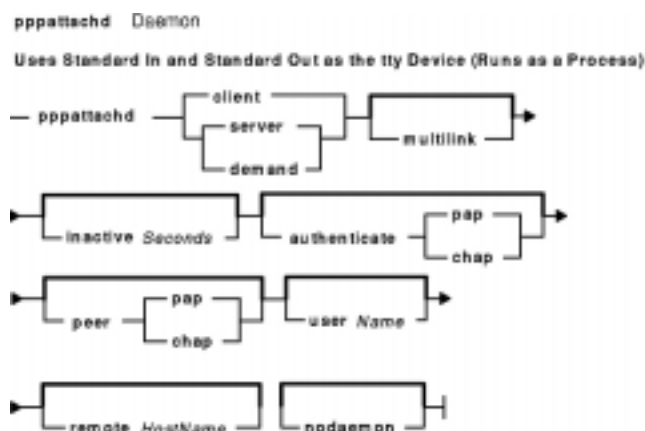 pppattachd Daemon
Uses Standard In and Standard Out as the tty Device (Runs as a Process)
client
pppattachd
server
multilink
demand
pap
inactive Seconds
authenticate
chap
pap
peer
user Name
chap
remote HostName
nodaemon